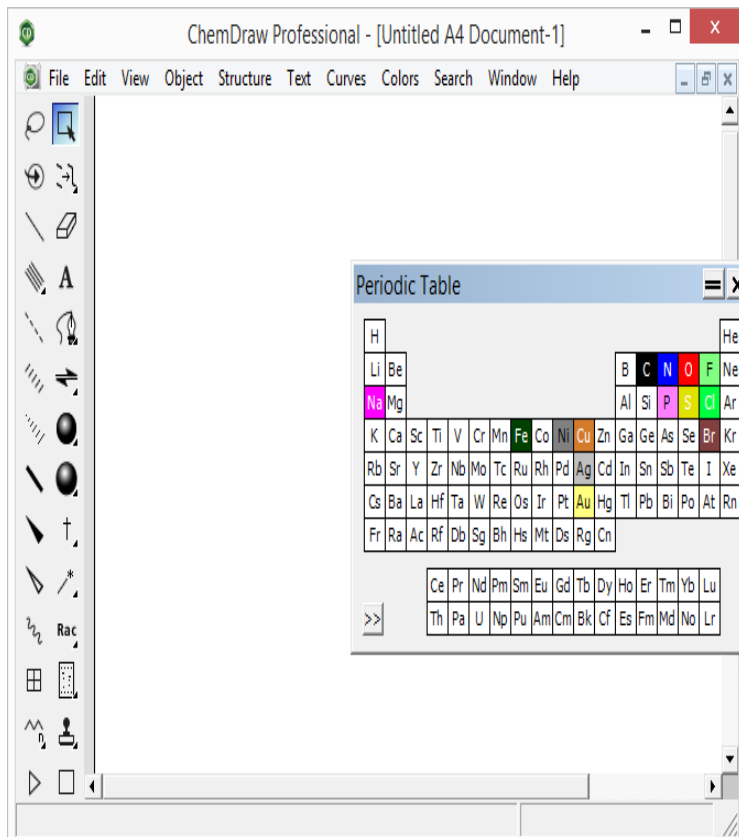 ChemDraw Professional - [Untitled A4 Document-1]
File Edit View Object Structure Text Curves Colors Search Window Help
A
Rac
n
Periodic Table
H He
Li Be B C N O F Ne
Na Mg Al Si P S Cl Ar
K Ca Sc Ti V Cr Mn Fe Co Ni Cu Zn Ga Ge As Se Br Kr
Rb Sr Y Zr Nb Mo Tc Ru Rh Pd Ag Cd In Sn Sb Te I Xe
Cs Ba La Hf Ta W Re Os Ir Pt Au Hg Tl Pb Bi Po At Rn
Fr Ra Ac Rf Db Sg Bh Hs Mt Ds Rg Cn
Ce Pr Nd Pm Sm Eu Gd Tb Dy Ho Er Tm Yb Lu
>> Th Pa U Np Pu Am Cm Bk Cf Es Fm Md No Lr